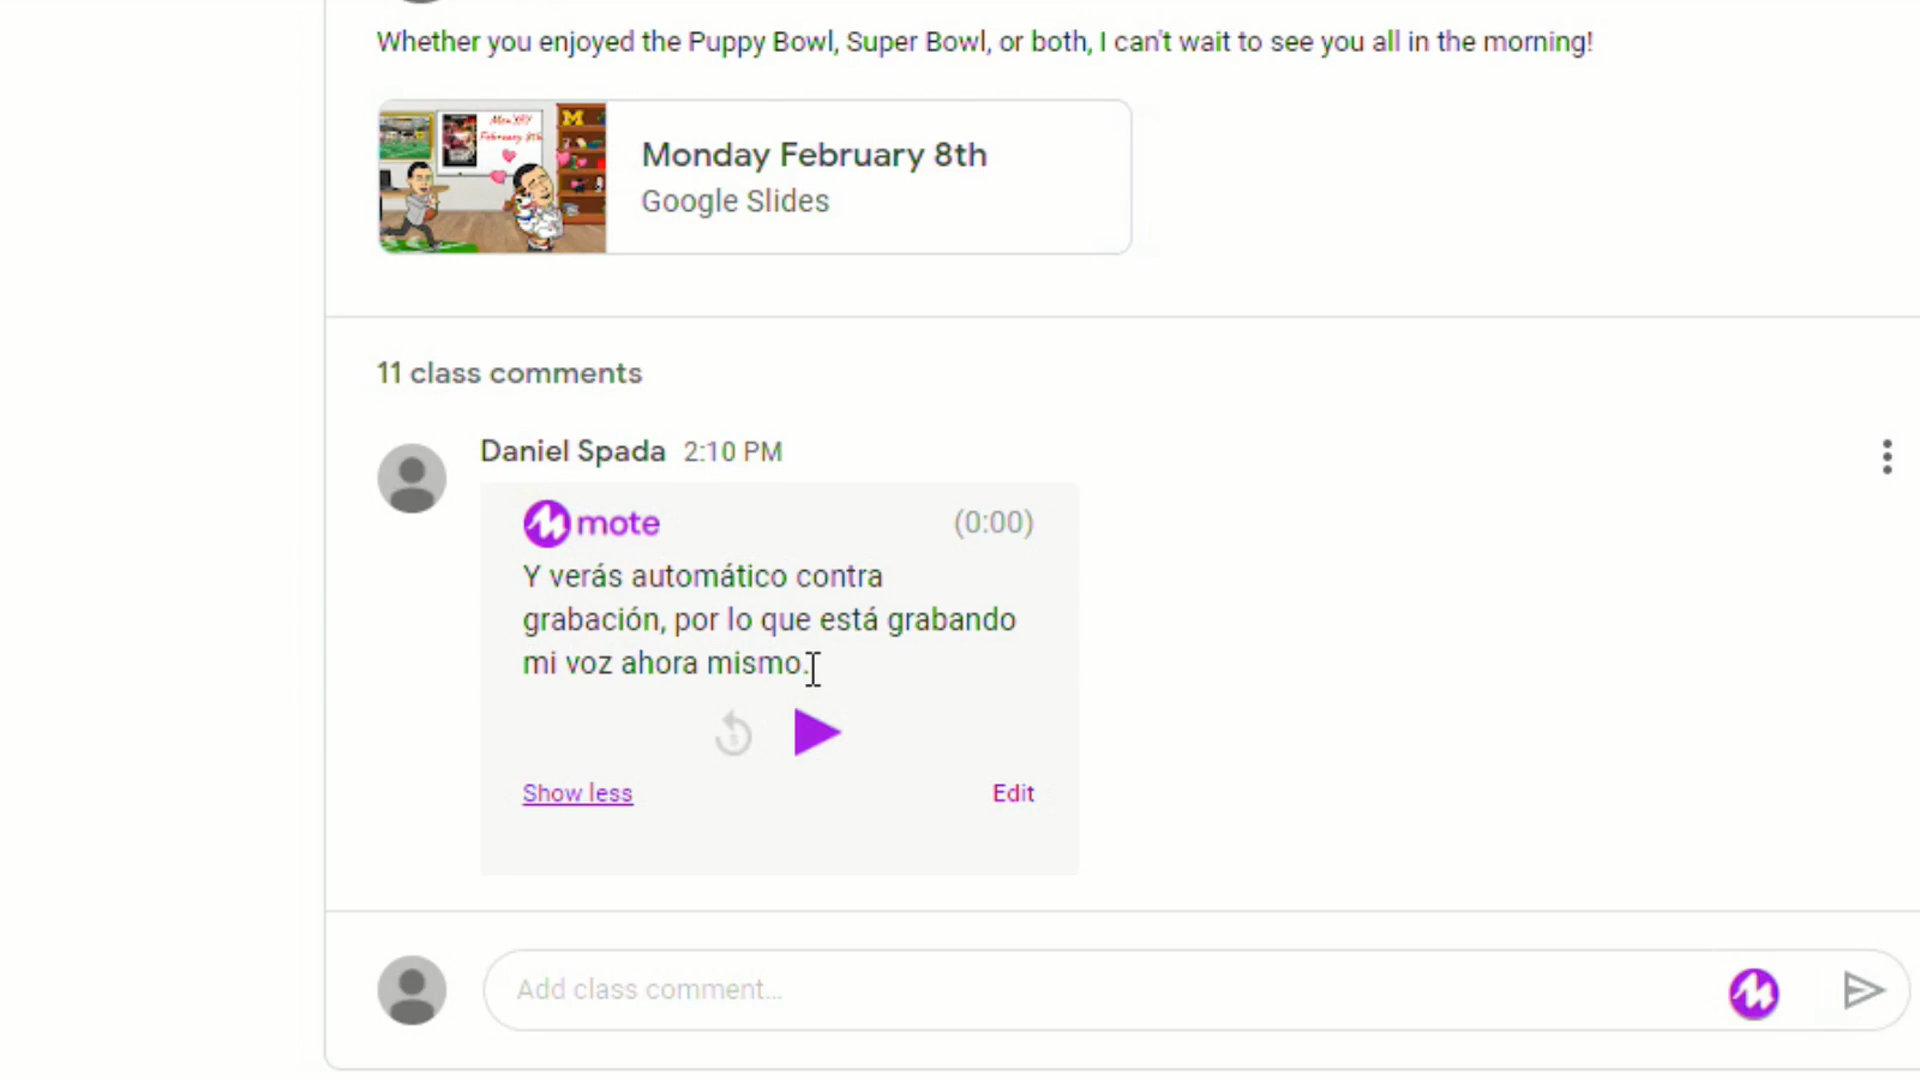 Whether you enjoyed the Puppy Bowl, Super Bowl, or both, I can't wait to see you all in the morning!
Monday February 8th
Google Slides
11 class comments
Daniel Spada 2:10 PM
mote (0:00)
Y verás automático contra
grabación, por lo que está grabando
mi voz ahora mismo.
Show less Edit
Add class comment...